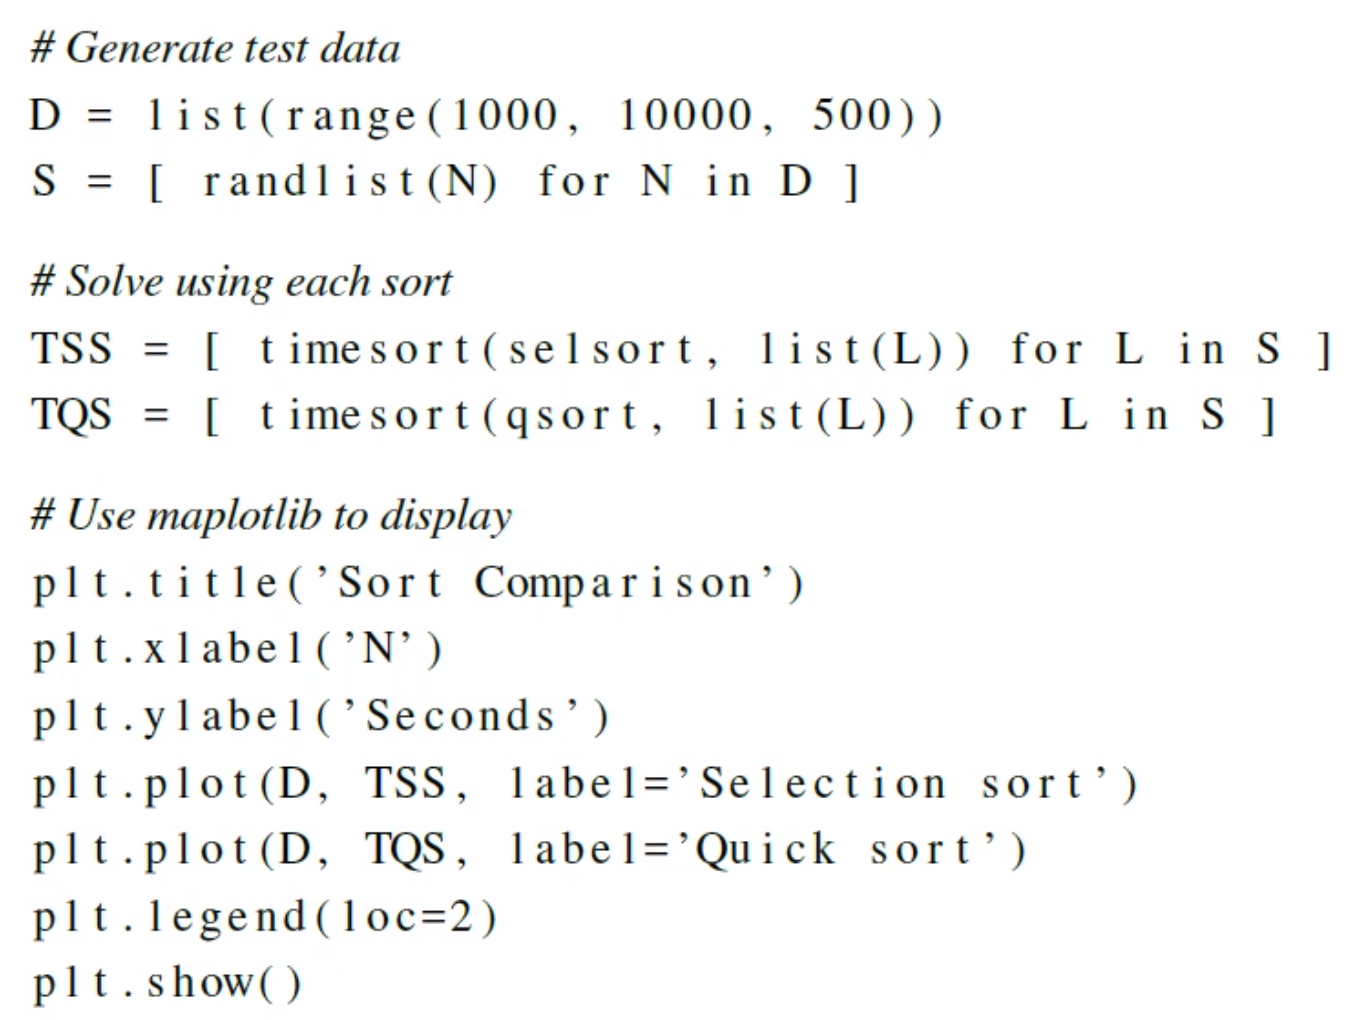 # Generate test data
D = list(range(1000, 10000, 500))
S = [ randlist(N) for N in D ]
# Solve using each sort
TSS = [ timesort(selsort, list(L)) for L in S ]
TQS = [ timesort(qsort, list(L)) for L in S ]
# Use maplotlib to display
plt.title(’Sort Comparison’)
plt.xlabel(’N’)
plt.ylabel(’Seconds’)
plt.plot(D, TSS, label=’Selection sort’)
plt.plot(D, TQS, label=’Quick sort’)
plt.legend(loc=2)
plt.show()